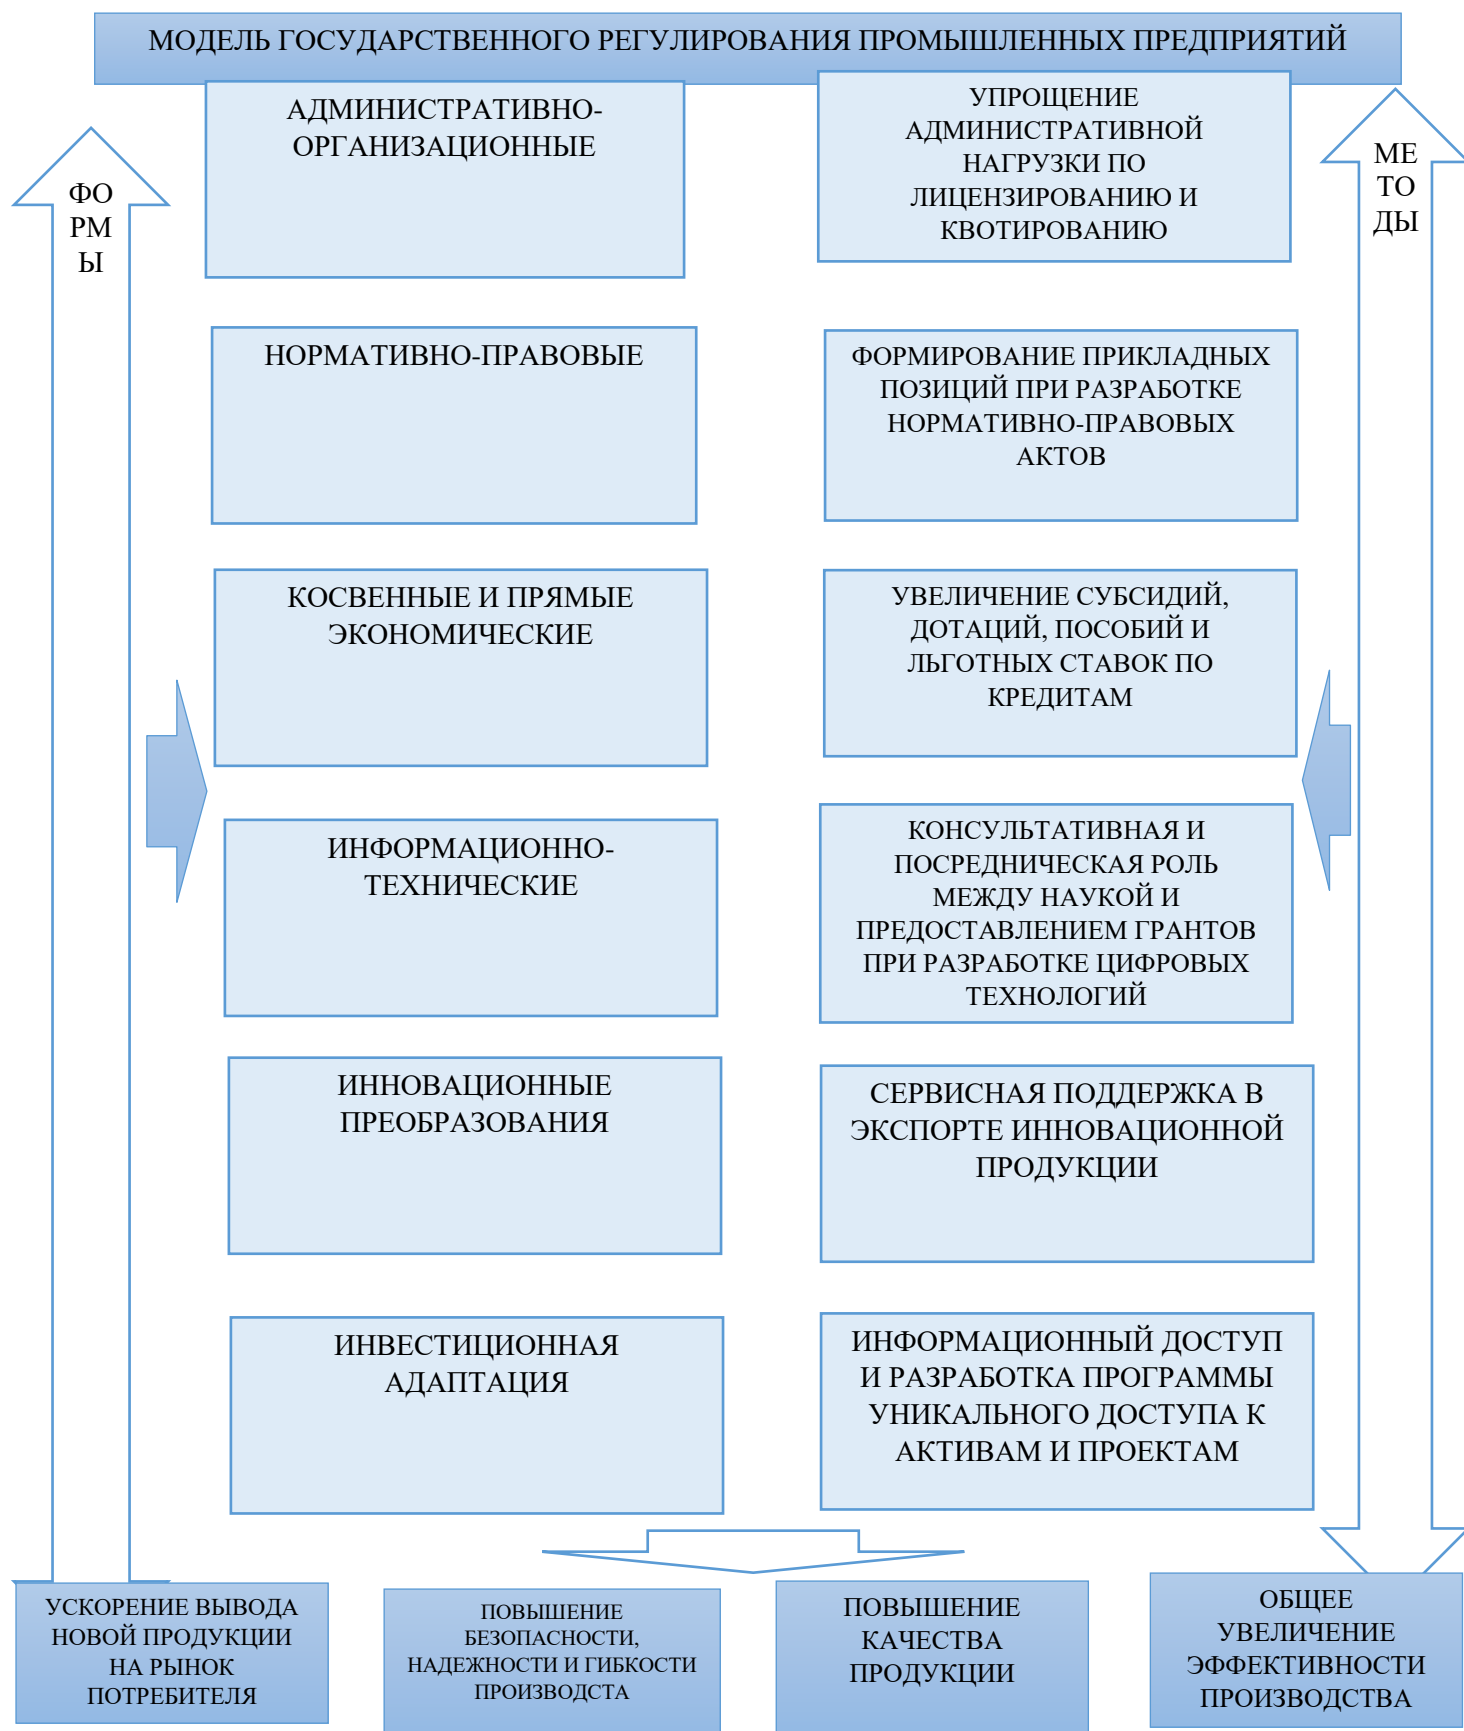 МОДЕЛЬ ГОСУДАРСТВЕННОГО РЕГУЛИРОВАНИЯ ПРОМЫШЛЕННЫХ ПРЕДПРИЯТИЙ
ФО
РМ
Ы
АДМИНИСТРАТИВНО-
ОРГАНИЗАЦИОННЫЕ
УПРОЩЕНИЕ
АДМИНИСТРАТИВНОЙ
НАГРУЗКИ ПО
ЛИЦЕНЗИРОВАНИЮ И
КВОТИРОВАНИЮ
МЕ
ТО
ДЫ
НОРМАТИВНО-ПРАВОВЫЕ
ФОРМИРОВАНИЕ ПРИКЛАДНЫХ
ПОЗИЦИЙ ПРИ РАЗРАБОТКЕ
НОРМАТИВНО-ПРАВОВЫХ
АКТОВ
КОСВЕННЫЕ И ПРЯМЫЕ
ЭКОНОМИЧЕСКИЕ
УВЕЛИЧЕНИЕ СУБСИДИЙ,
ДОТАЦИЙ, ПОСОБИЙ И
ЛЬГОТНЫХ СТАВОК ПО
КРЕДИТАМ
ИНФОРМАЦИОННО-
ТЕХНИЧЕСКИЕ
КОНСУЛЬТАТИВНАЯ И
ПОСРЕДНИЧЕСКАЯ РОЛЬ
МЕЖДУ НАУКОЙ И
ПРЕДОСТАВЛЕНИЕМ ГРАНТОВ
ПРИ РАЗРАБОТКЕ ЦИФРОВЫХ
ТЕХНОЛОГИЙ
ИННОВАЦИОННЫЕ
ПРЕОБРАЗОВАНИЯ
СЕРВИСНАЯ ПОДДЕРЖКА В
ЭКСПОРТЕ ИННОВАЦИОННОЙ
ПРОДУКЦИИ
ИНВЕСТИЦИОННАЯ
АДАПТАЦИЯ
ИНФОРМАЦИОННЫЙ ДОСТУП
И РАЗРАБОТКА ПРОГРАММЫ
УНИКАЛЬНОГО ДОСТУПА К
АКТИВАМ И ПРОЕКТАМ
УСКОРЕНИЕ ВЫВОДА
НОВОЙ ПРОДУКЦИИ
НА РЫНОК
ПОТРЕБИТЕЛЯ
ПОВЫШЕНИЕ
БЕЗОПАСНОСТИ,
НАДЕЖНОСТИ И ГИБКОСТИ
ПРОИЗВОДСТА
ПОВЫШЕНИЕ
КАЧЕСТВА
ПРОДУКЦИИ
ОБЩЕЕ
УВЕЛИЧЕНИЕ
ЭФФЕКТИВНОСТИ
ПРОИЗВОДСТВА